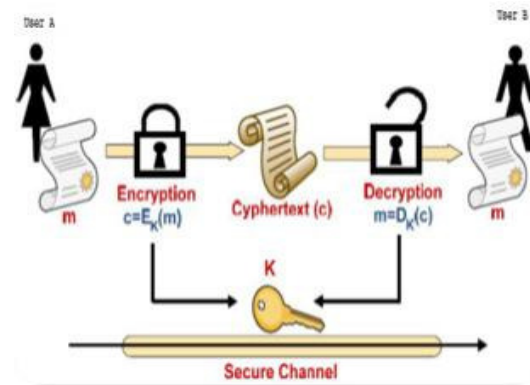 User A
User B
Encryption
Cyphertext (c)
Decryption
m
c=E_K(m)
m=D_K(c)
m
K
Secure Channel